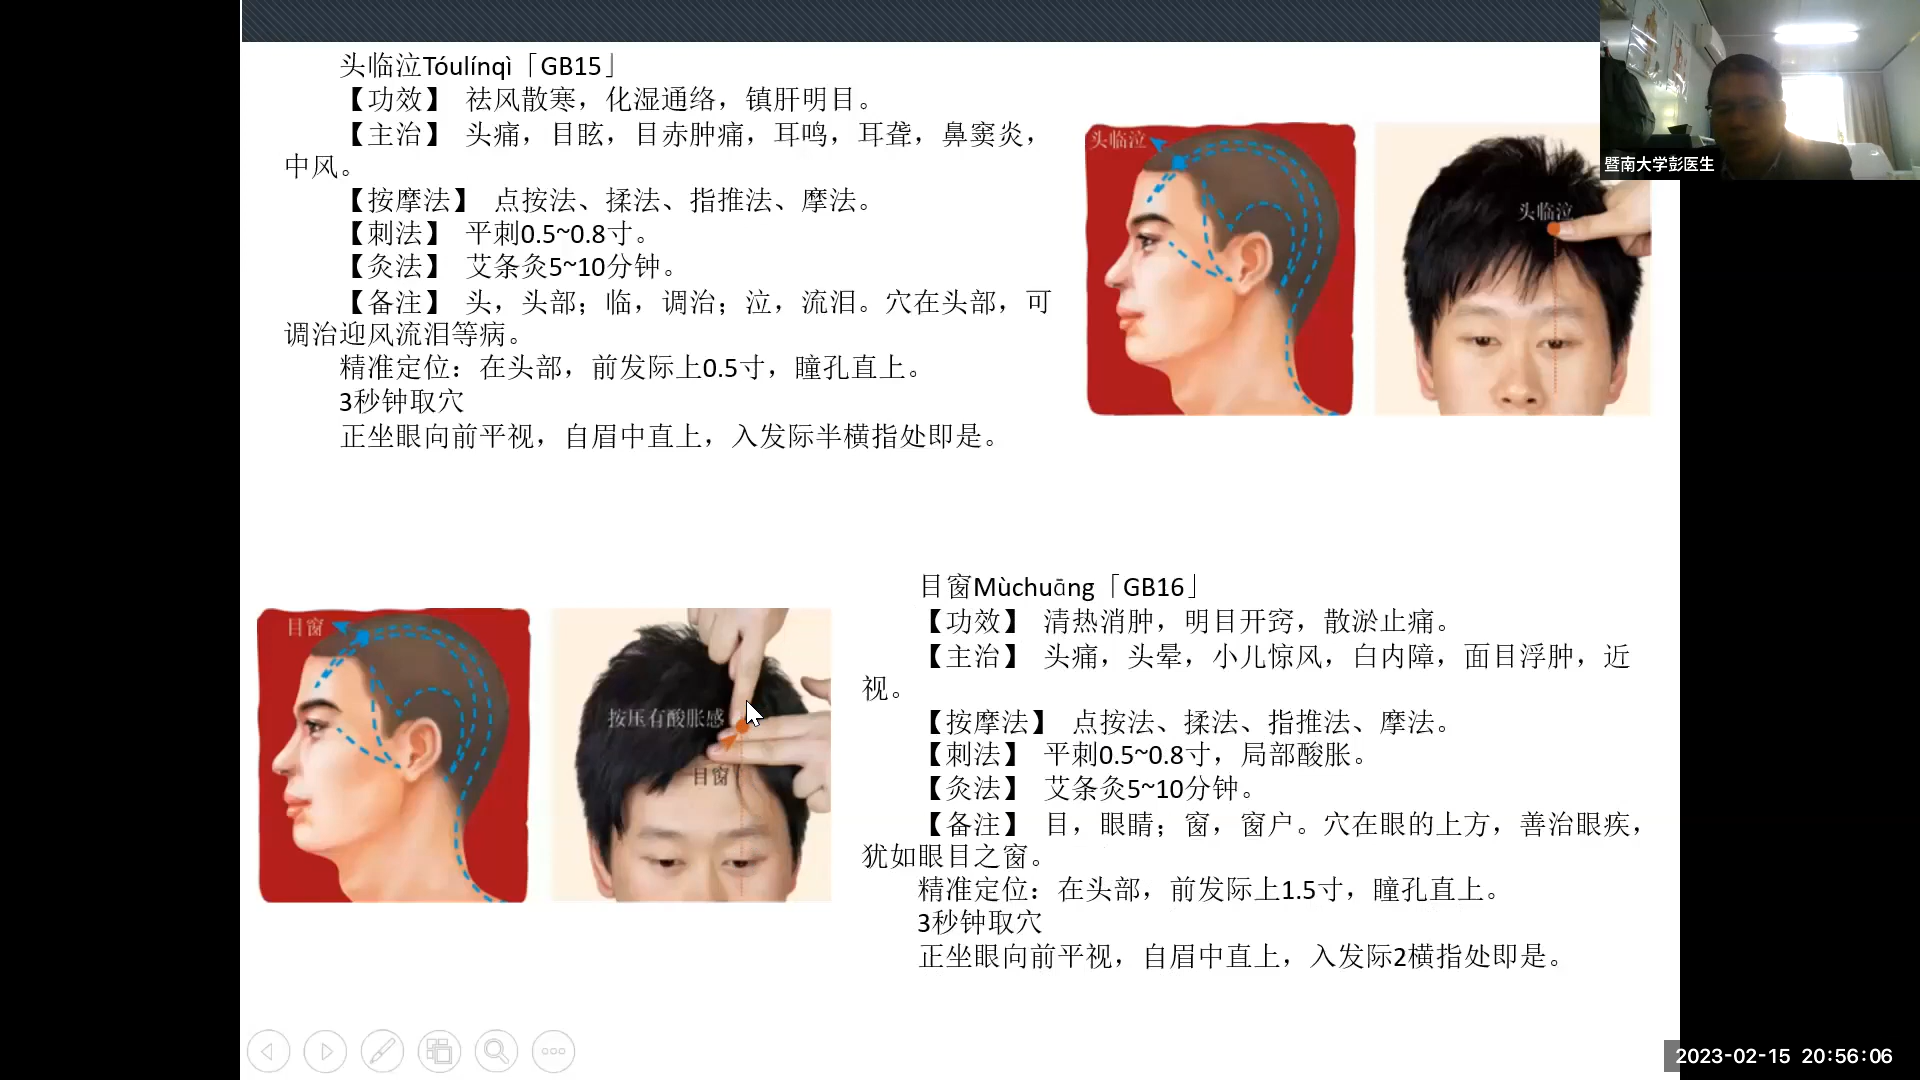 头临泣Tóulínqì「GB15」
【功效】 祛风散寒，化湿通络，镇肝明目。
【主治】 头痛，目眩，目赤肿痛，耳鸣，耳聋，鼻窦炎，
中风。
【按摩法】 点按法、揉法、指推法、摩法。
【刺法】 平刺0.5~0.8寸。
【灸法】 艾条灸5~10分钟。
【备注】 头，头部；临，调治；泣，流泪。穴在头部，可
调治迎风流泪等病。
精准定位：在头部，前发际上0.5寸，瞳孔直上。
3秒钟取穴
正坐眼向前平视，自眉中直上，入发际半横指处即是。
头临泣
头临泣
暨南大学彭医生
目窗
按压有酸胀感
目窗
目窗Mùchuāng「GB16」
【功效】 清热消肿，明目开窍，散淤止痛。
【主治】 头痛，头晕，小儿惊风，白内障，面目浮肿，近
视。
【按摩法】 点按法、揉法、指推法、摩法。
【刺法】 平刺0.5~0.8寸，局部酸胀。
【灸法】 艾条灸5~10分钟。
【备注】 目，眼睛；窗，窗户。穴在眼的上方，善治眼疾，
犹如眼目之窗。
精准定位：在头部，前发际上1.5寸，瞳孔直上。
3秒钟取穴
正坐眼向前平视，自眉中直上，入发际2横指处即是。
2023-02-15 20:56:06